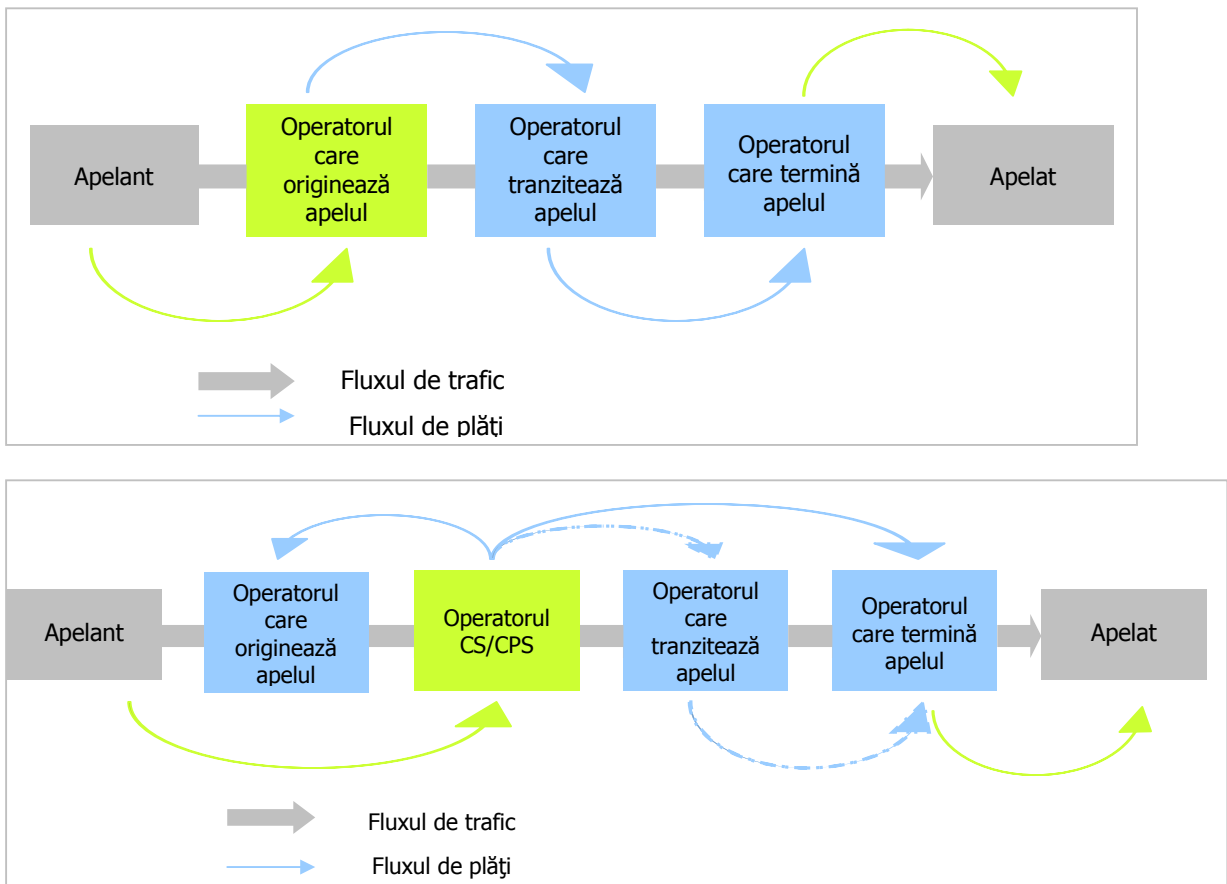 Apelant
Operatorul
care
originează
apelul
Operatorul
care
tranzitează
apelul
Operatorul
care termină
apelul
Apelat
Fluxul de trafic
Fluxul de plăţi
Apelant
Operatorul
care
originează
apelul
Operatorul
CS/CPS
Operatorul
care
tranzitează
apelul
Operatorul
care termină
apelul
Apelat
Fluxul de trafic
Fluxul de plăţi